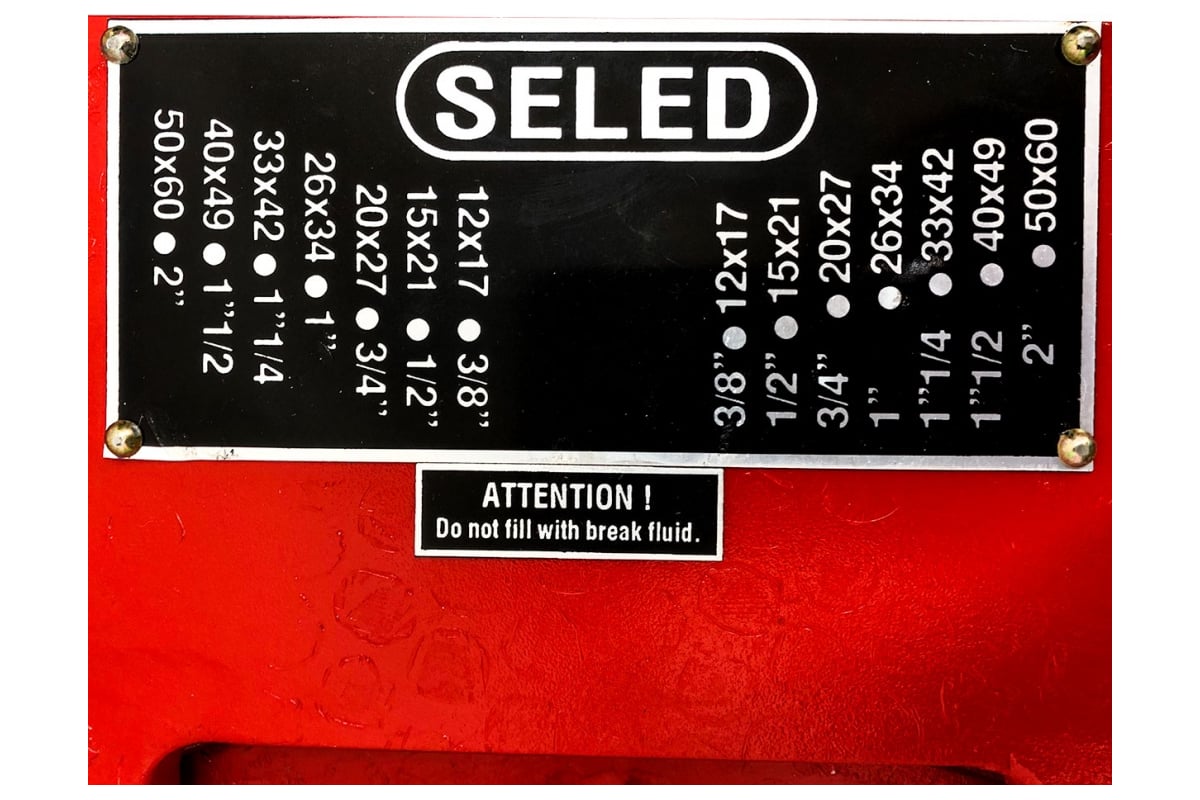 SELED
50x60 ● 2”
40x49 ● 1”1/2
33x42 ● 1”1/4
26x34 ● 1”
20x27 ● 3/4”
15x21 ● 1/2”
12x17 ● 3/8”
3/8” ● 12x17
1/2” ● 15x21
3/4” ● 20x27
1” ● 26x34
1”1/4 ● 33x42
1”1/2 ● 40x49
2” ● 50x60
ATTENTION !
Do not fill with break fluid.